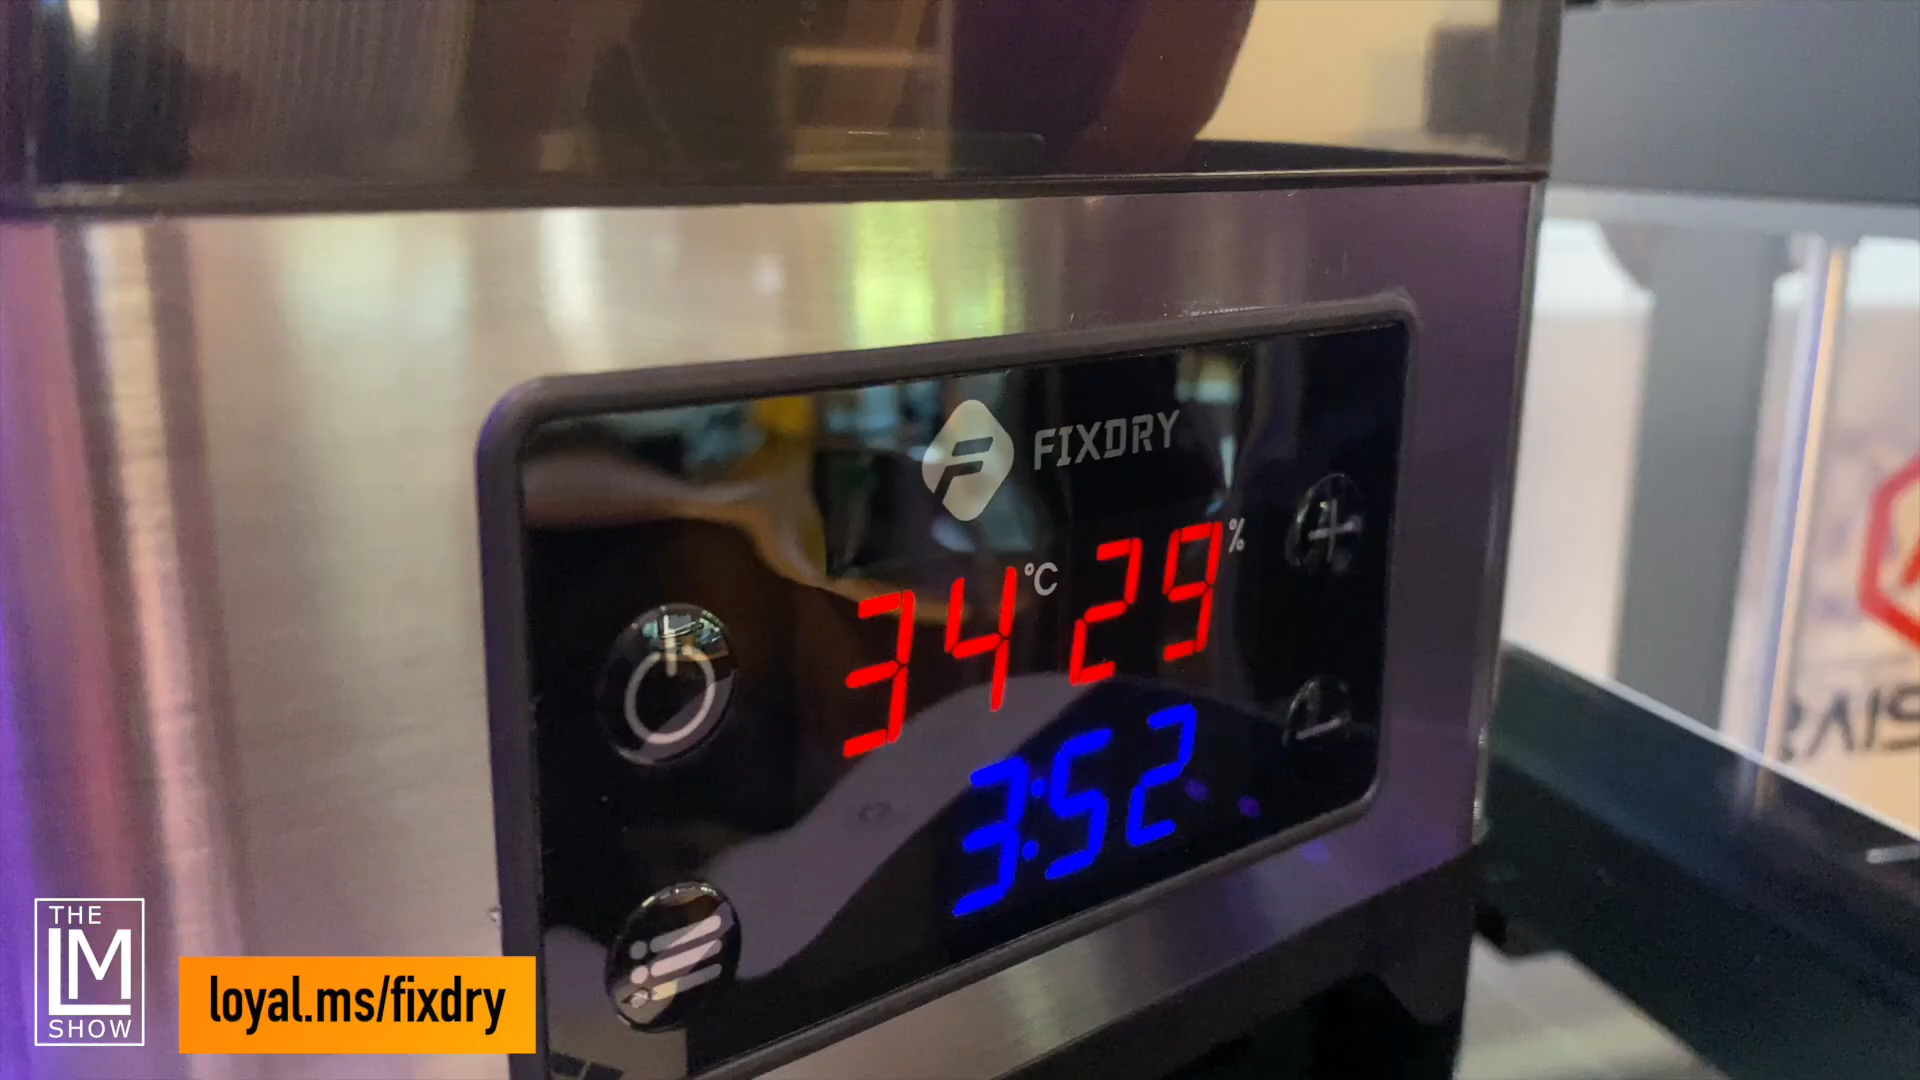 FIXDRY
34 °C 29 %
3:52
THE
LM
SHOW
loyal.ms/fixdry